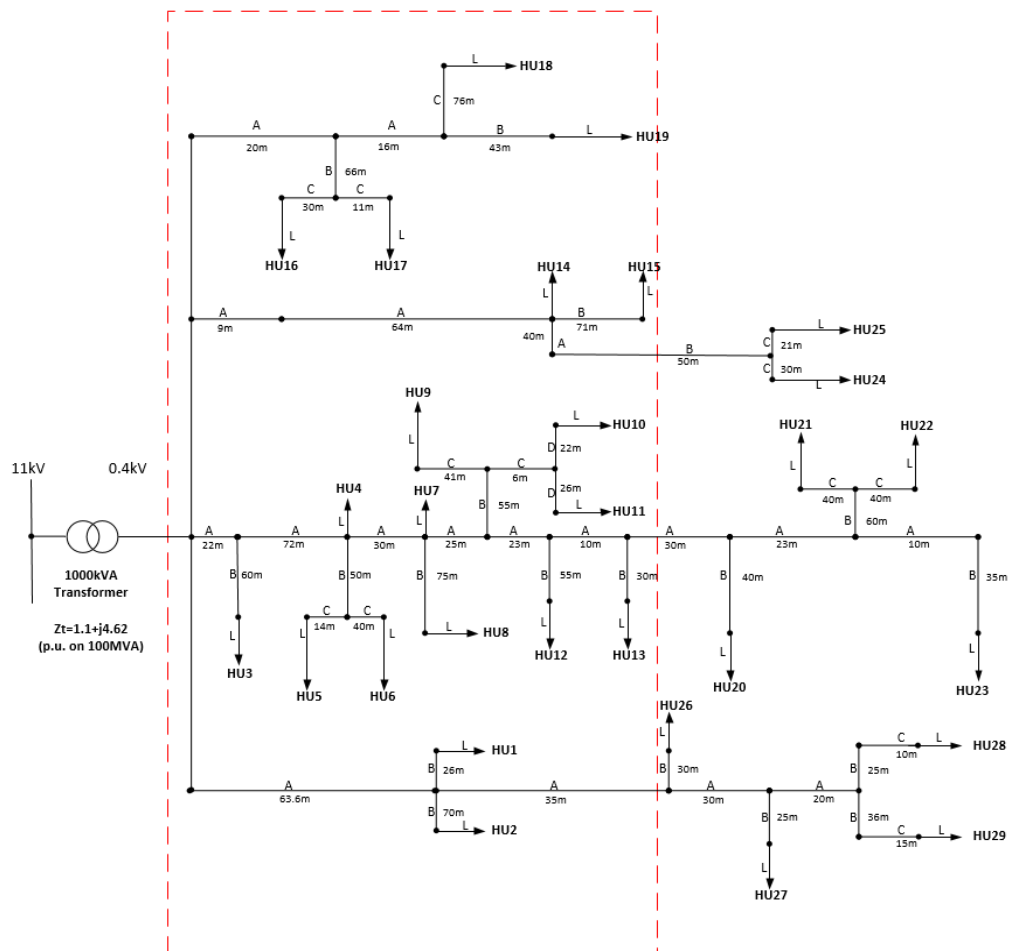 L
HU18
C
76m
A
A
B
L
HU19
20m
16m
43m
B
66m
C
C
30m
11m
L
L
HU16
HU17
HU14
HU15
L
L
A
A
B
9m
64m
71m
40m
A
B
50m
L
HU25
C
21m
C
30m
L
HU24
HU9
L
L
HU10
D
22m
C
C
41m
6m
D
26m
L
HU11
B
55m
HU21
HU22
L
L
C
C
40m
40m
B
60m
11kV
0.4kV
HU4
HU7
L
L
A
A
A
A
A
A
A
A
A
22m
72m
30m
25m
23m
10m
30m
23m
10m
1000kVA
Transformer
Zt=1.1+j4.62
(p.u. on 100MVA)
B
60m
B
50m
B
75m
B
55m
B
30m
B
40m
B
35m
C
C
14m
40m
L
L
L
L
HU8
L
L
L
L
HU3
HU5
HU6
HU12
HU13
HU20
HU23
HU26
L
L
HU1
B
26m
B
30m
C
L
HU28
10m
B
25m
A
A
A
A
63.6m
35m
30m
20m
B
70m
L
HU2
B
25m
B
36m
C
L
HU29
15m
L
HU27